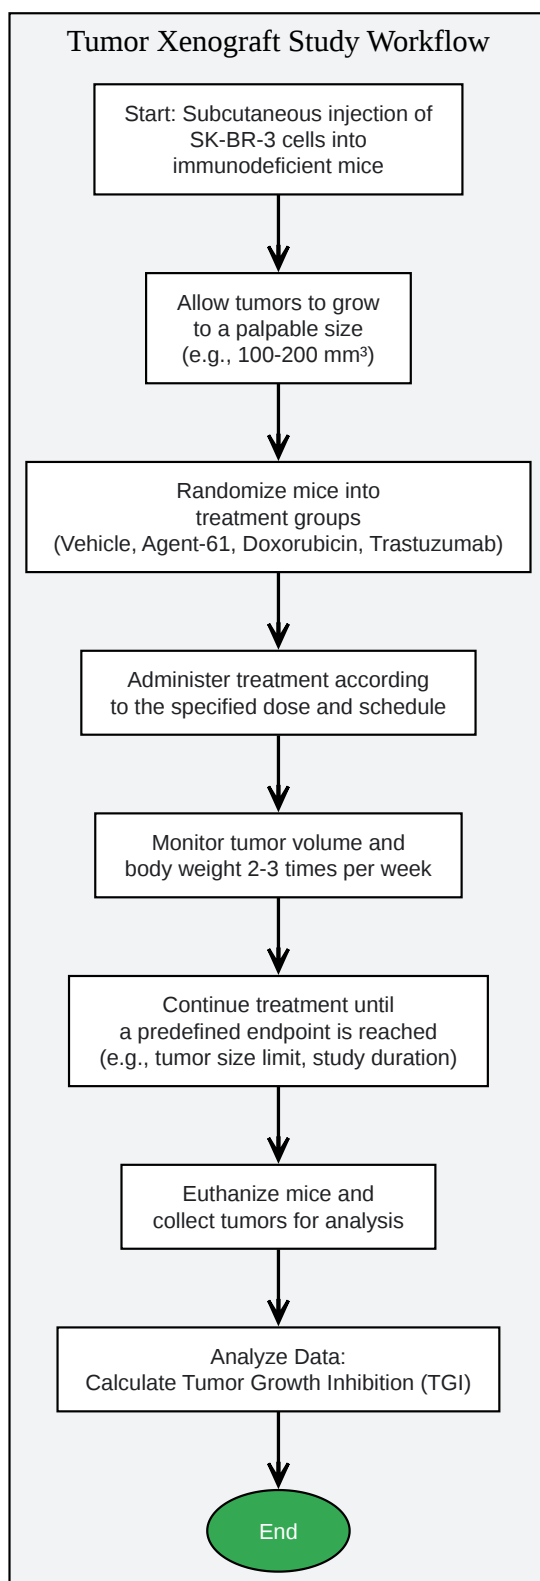 Tumor Xenograft Study Workflow
Start: Subcutaneous injection of
SK-BR-3 cells into
immunodeficient mice
Allow tumors to grow
to a palpable size
(e.g., 100-200 mm³)
Randomize mice into
treatment groups
(Vehicle, Agent-61, Doxorubicin, Trastuzumab)
Administer treatment according
to the specified dose and schedule
Monitor tumor volume and
body weight 2-3 times per week
Continue treatment until
a predefined endpoint is reached
(e.g., tumor size limit, study duration)
Euthanize mice and
collect tumors for analysis
Analyze Data:
Calculate Tumor Growth Inhibition (TGI)
End